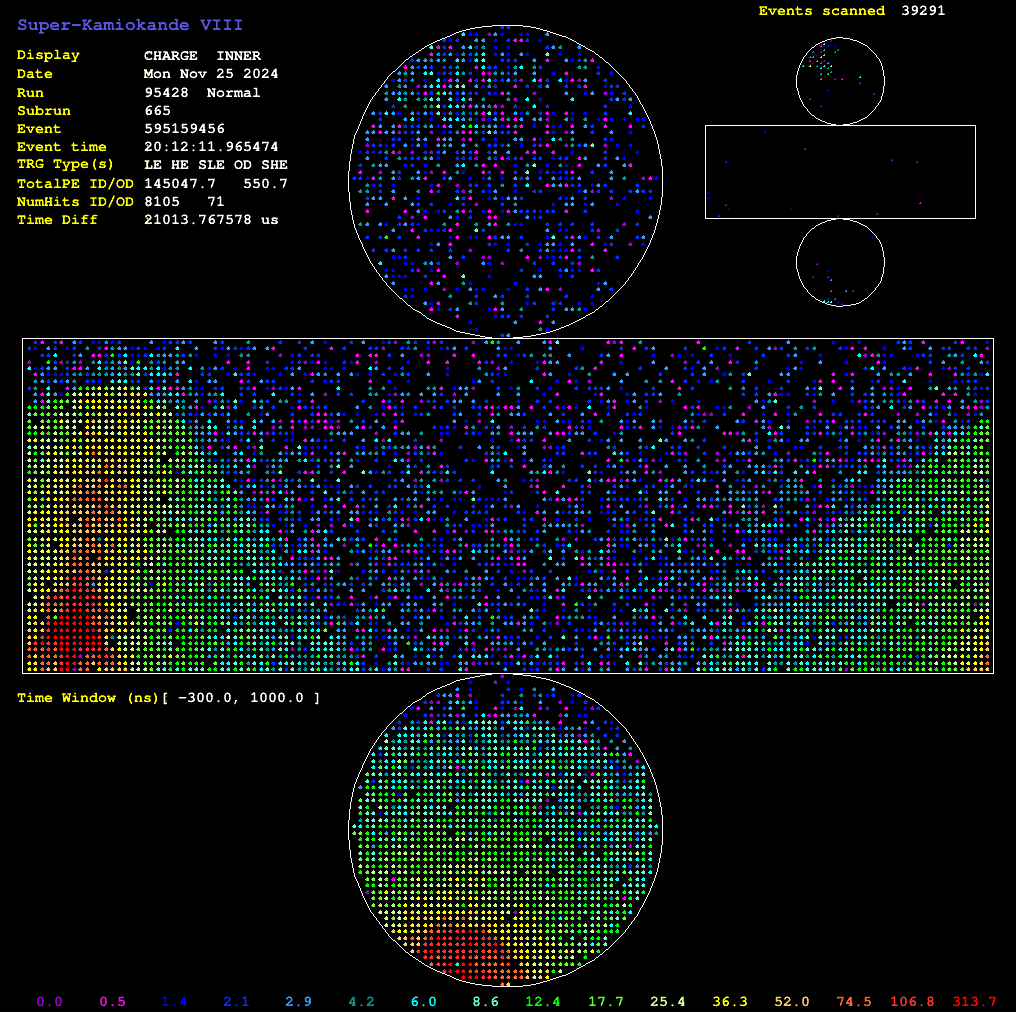 Super-Kamiokande VIII
Events scanned 39291
Display CHARGE INNER
Date Mon Nov 25 2024
Run 95428 Normal
Subrun 665
Event 595159456
Event time 20:12:11.965474
TRG Type(s) LE HE SLE OD SHE
TotalPE ID/OD 145047.7 550.7
NumHits ID/OD 8105 71
Time Diff 21013.767578 us
Time Window (ns)[ -300.0, 1000.0 ]
0.0 0.5 1.4 2.1 2.9 4.2 6.0 8.6 12.4 17.7 25.4 36.3 52.0 74.5 106.8 313.7